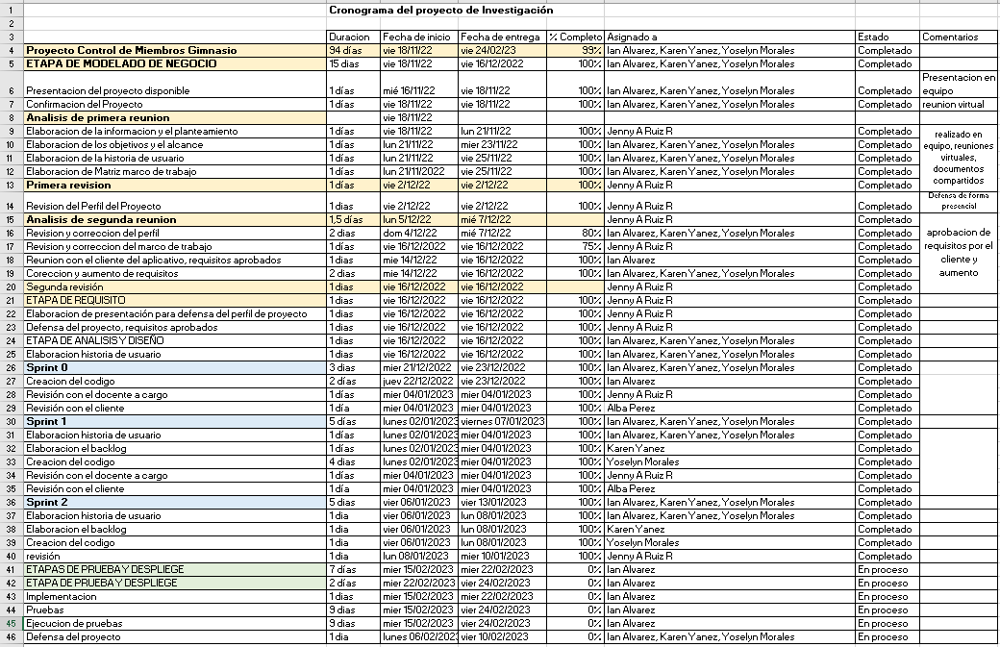 1 Cronograma del proyecto de Investigación
2
3 Duracion Fecha de inicio Fecha de entrega % Completo Asignado a Estado Comentarios
4 Proyecto Control de Miembros Gimnasio 94 días vie 18/11/22 vie 24/02/23 99% Ian Alvarez, Karen Yanez, Yoselyn Morales Completado
5 ETAPA DE MODELADO DE NEGOCIO 15 dias vie 18/11/22 vie 16/12/2022 100% Ian Alvarez, Karen Yanez, Yoselyn Morales Completado
6 Presentacion del proyecto disponible 1 días mié 16/11/22 vie 18/11/22 100% Ian Alvarez, Karen Yanez, Yoselyn Morales Completado Presentacion en equipo
7 Confirmacion del Proyecto 1 días vie 18/11/22 vie 18/11/22 100% Ian Alvarez, Karen Yanez, Yoselyn Morales Completado reunion virtual
8 Analisis de primera reunion vie 18/11/22 Completado
9 Elaboracion de la informacion y el planteamiento 1 días vie 18/11/22 lun 21/11/22 100% Jenny A Ruiz R Completado
10 Elaboracion de los objetivos y el alcance 1 días lun 21/11/22 mier 23/11/22 100% Ian Alvarez, Karen Yanez, Yoselyn Morales Completado
11 Elaboracion de la historia de usuario 1 días lun 21/11/22 vie 25/11/22 100% Ian Alvarez, Karen Yanez, Yoselyn Morales Completado
12 Elaboracion de Matriz marco de trabajo 1 días lun 21/11/2022 vie 25/11/22 100% Ian Alvarez, Karen Yanez, Yoselyn Morales Completado
realizado en
equipo, reuniones
virtuales,
documentos
compartidos
13 Primera revision 1 días vie 2/12/22 vie 2/12/22 100% Jenny A Ruiz R Completado
14 Revision del Perfil del Proyecto 1 dias vie 2/12/22 vie 2/12/22 100% Jenny A Ruiz R Completado
Defensa de forma
presencial
15 Analisis de segunda reunion 1,5 días lun 5/12/22 mié 7/12/22 Jenny A Ruiz R Completado
16 Revision y correccion del perfil 2 dias dom 4/12/22 mié 7/12/22 80% Ian Alvarez, Karen Yanez, Yoselyn Morales Completado
17 Revision y correccion del marco de trabajo 1 dias vie 16/12/2022 vie 16/12/2022 75% Jenny A Ruiz R Completado
18 Reunion con el cliente del aplicativo, requisitos aprobados 1 dias mie 14/12/22 vie 16/12/2022 100% Ian Alvarez Completado
19 Coreccion y aumento de requisitos 2 dias mie 14/12/22 vie 16/12/2022 100% Ian Alvarez, Karen Yanez, Yoselyn Morales Completado
aprobacion de
requisitos por el
cliente y
aumento
20 Segunda revisión 1 dias vie 16/12/2022 vie 16/12/2022 Jenny A Ruiz R Completado
21 ETAPA DE REQUISITO 1 dias vie 16/12/2022 vie 16/12/2022 100% Jenny A Ruiz R Completado
22 Elaboracion de presentación para defensa del perfil de proyecto 1 dias vie 16/12/2022 vie 16/12/2022 100% Jenny A Ruiz R Completado
23 Defensa del proyecto, requisitos aprobados 1 dias vie 16/12/2022 vie 16/12/2022 100% Jenny A Ruiz R Completado
24 ETAPA DE ANALISIS Y DISEÑO 1 dias vie 16/12/2022 vie 16/12/2022 100% Ian Alvarez, Karen Yanez, Yoselyn Morales Completado
25 Elaboracion historia de usuario 1 dias vie 16/12/2022 vie 16/12/2022 100% Ian Alvarez, Karen Yanez, Yoselyn Morales Completado
26 Sprint 0 3 dias mier 21/12/2022 vie 23/12/2022 100% Ian Alvarez, Karen Yanez, Yoselyn Morales Completado
27 Creacion del codigo 2 días juev 22/12/2022 vie 23/12/2022 100% Ian Alvarez Completado
28 Revisión con el docente a cargo 1 días mier 04/01/2023 mier 04/01/2023 100% Jenny A Ruiz R Completado
29 Revisión con el cliente 1 día mier 04/01/2023 mier 04/01/2023 100% Alba Perez Completado
30 Sprint 1 5 días lunes 02/01/2023 viernes 07/01/2023 100% Ian Alvarez, Karen Yanez, Yoselyn Morales Completado
31 Elaboracion historia de usuario 1 días lunes 02/01/2023 mier 04/01/2023 100% Ian Alvarez, Karen Yanez, Yoselyn Morales Completado
32 Elaboracion el backlog 1 días lunes 02/01/2023 mier 04/01/2023 100% Karen Yanez Completado
33 Creacion del codigo 4 dias lunes 02/01/2023 mier 04/01/2023 100% Yoselyn Morales Completado
34 Revisión con el docente a cargo 1 días mier 04/01/2023 mier 04/01/2023 100% Jenny A Ruiz R Completado
35 Revisión con el cliente 1 día mier 04/01/2023 mier 04/01/2023 100% Alba Perez Completado
36 Sprint 2 5 dias vier 06/01/2023 vier 13/01/2023 100% Ian Alvarez, Karen Yanez, Yoselyn Morales Completado
37 Elaboracion historia de usuario 1 dia vier 06/01/2023 lun 08/01/2023 100% Ian Alvarez, Karen Yanez, Yoselyn Morales Completado
38 Elaboracion el backlog 1 dia vier 06/01/2023 lun 08/01/2023 100% Karen Yanez Completado
39 Creacion del codigo 1 dia vier 06/01/2023 lun 08/01/2023 100% Yoselyn Morales Completado
40 revisión 1 dia lun 08/01/2023 mier 10/01/2023 100% Jenny A Ruiz R Completado
41 ETAPAS DE PRUEBA Y DESPLIEGE 7 días mier 15/02/2023 mier 22/02/2023 0% Ian Alvarez En proceso
42 ETAPA DE PRUEBA Y DESPLIEGE 2 días mier 22/02/2023 vier 24/02/2023 0% Ian Alvarez En proceso
43 Implementacion 1 dias mier 15/02/2023 mier 22/02/2023 0% Ian Alvarez En proceso
44 Pruebas 9 dias mier 15/02/2023 vier 24/02/2023 0% Ian Alvarez En proceso
45 Ejecucion de pruebas 9 dias mier 15/02/2023 vier 24/02/2023 0% Ian Alvarez En proceso
46 Defensa del proyecto 1 dia lunes 06/02/2023 vier 10/02/2023 0% Ian Alvarez, Karen Yanez, Yoselyn Morales En proceso